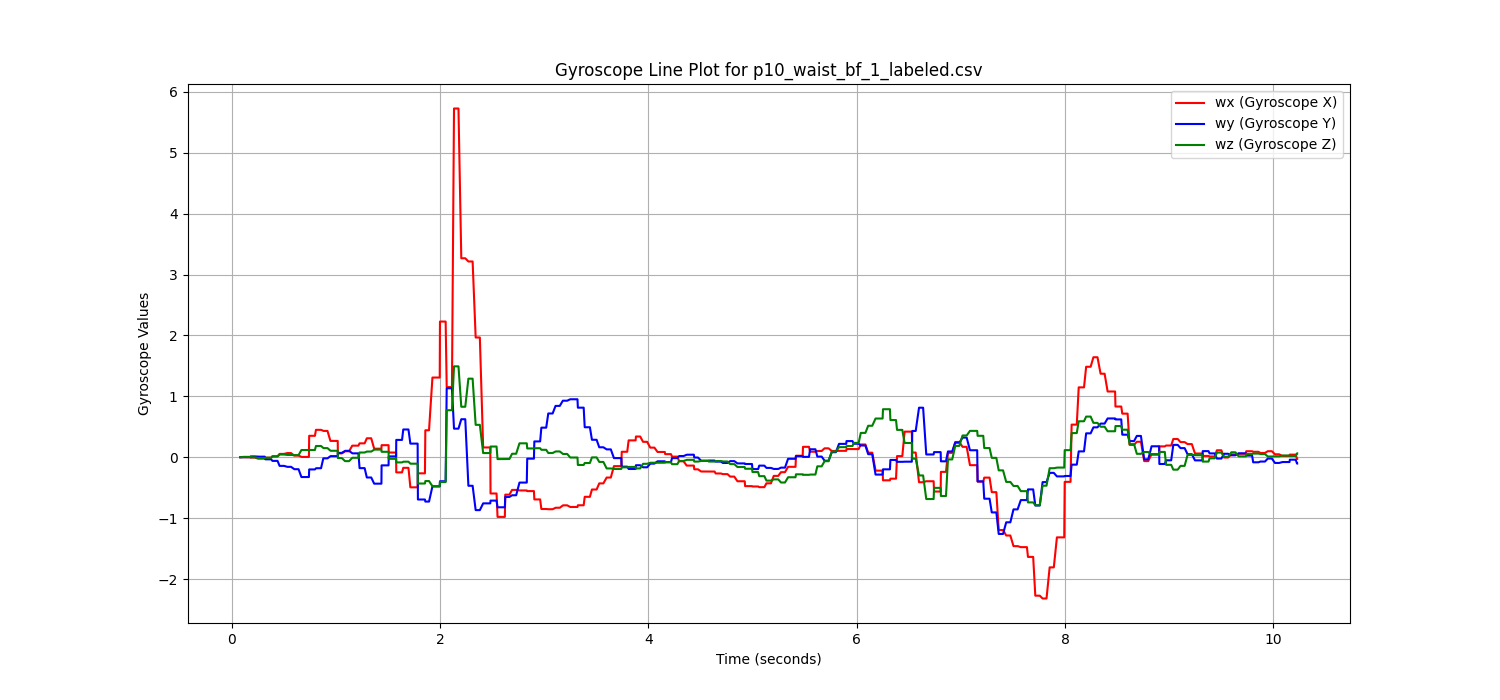 Gyroscope Line Plot for p10_waist_bf_1_labeled.csv
wx (Gyroscope X)
wy (Gyroscope Y)
wz (Gyroscope Z)
Gyroscope Values
6
5
4
3
2
1
0
−1
−2
0 2 4 6 8 10
Time (seconds)